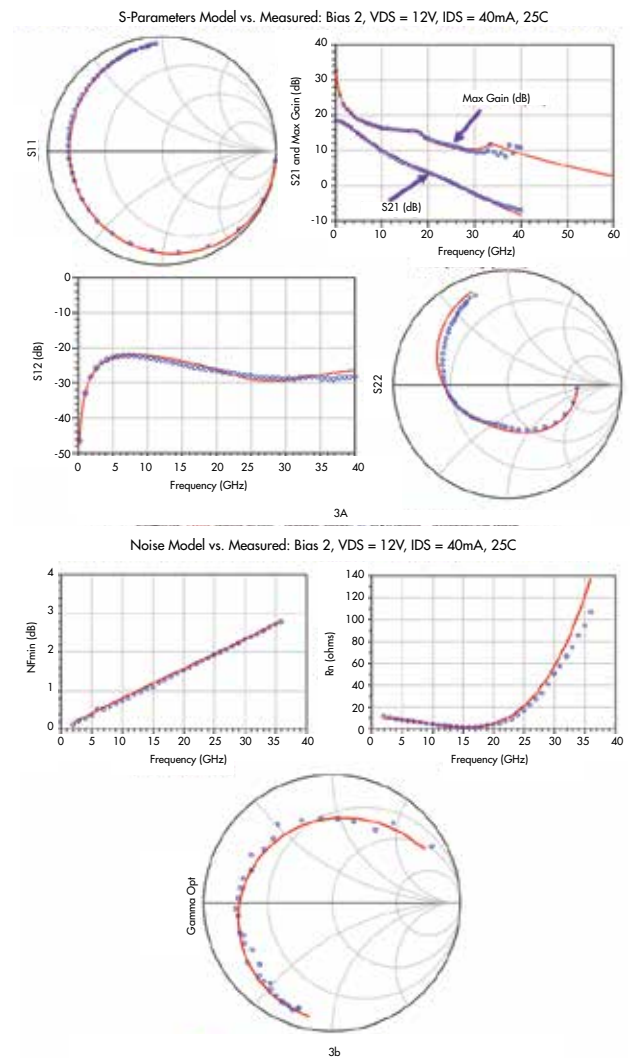 S-Parameters Model vs. Measured: Bias 2, VDS = 12V, IDS = 40mA, 25C
S11
S21 and Max Gain (dB)
40
30
20
10
0
-10
Max Gain (dB)
S21 (dB)
0 10 20 30 40 50 60
Frequency (GHz)
S12 (dB)
0
-10
-20
-30
-40
-50
0 5 10 15 20 25 30 35 40
Frequency (GHz)
S22
3A
Noise Model vs. Measured: Bias 2, VDS = 12V, IDS = 40mA, 25C
NFmin (dB)
4
3
2
1
0
0 5 10 15 20 25 30 35 40
Frequency (GHz)
Rn (ohms)
140
120
100
80
60
40
20
0
0 5 10 15 20 25 30 35 40
Frequency (GHz)
Gamma Opt
3b